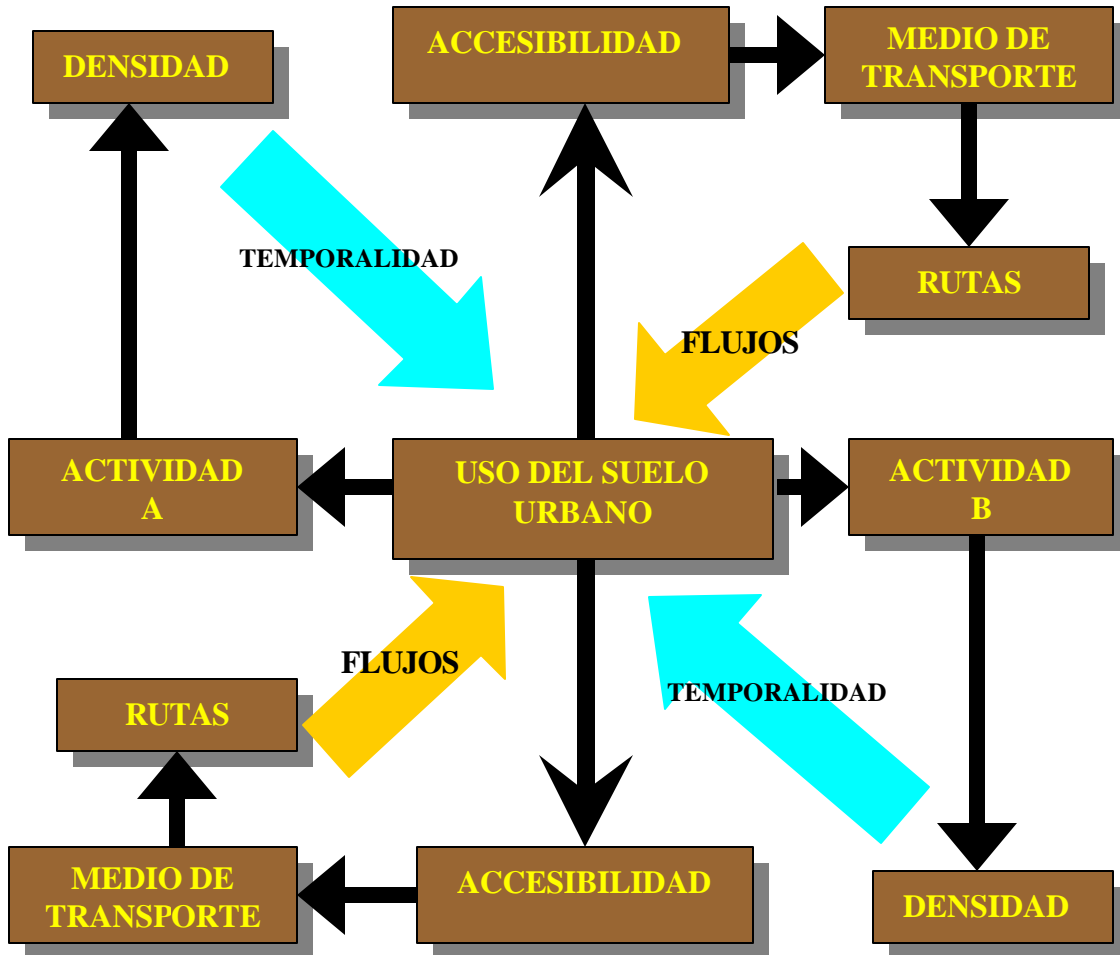 DENSIDAD
ACCESIBILIDAD
MEDIO DE
TRANSPORTE
TEMPORALIDAD
RUTAS
FLUJOS
ACTIVIDAD
A
USO DEL SUELO
URBANO
ACTIVIDAD
B
FLUJOS
TEMPORALIDAD
RUTAS
MEDIO DE
TRANSPORTE
ACCESIBILIDAD
DENSIDAD